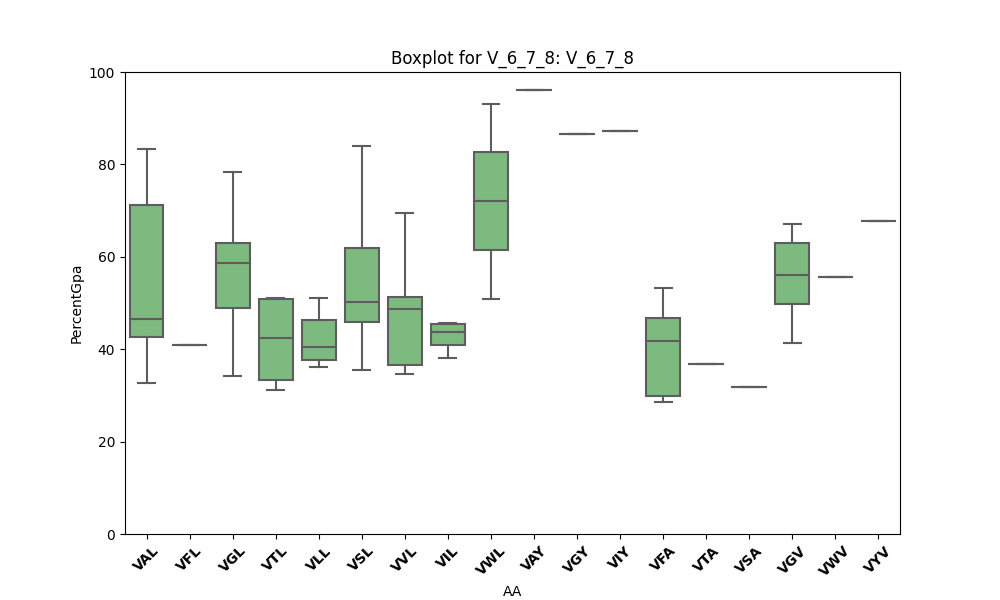 Boxplot for V_6_7_8: V_6_7_8
100
80
60
40
20
0
PercentGpa
VAL VFL VGL VTL VLL VSL VVL VIL VWL VAY VGY VIY VFA VTA VSA VGV VWV VYV
AA